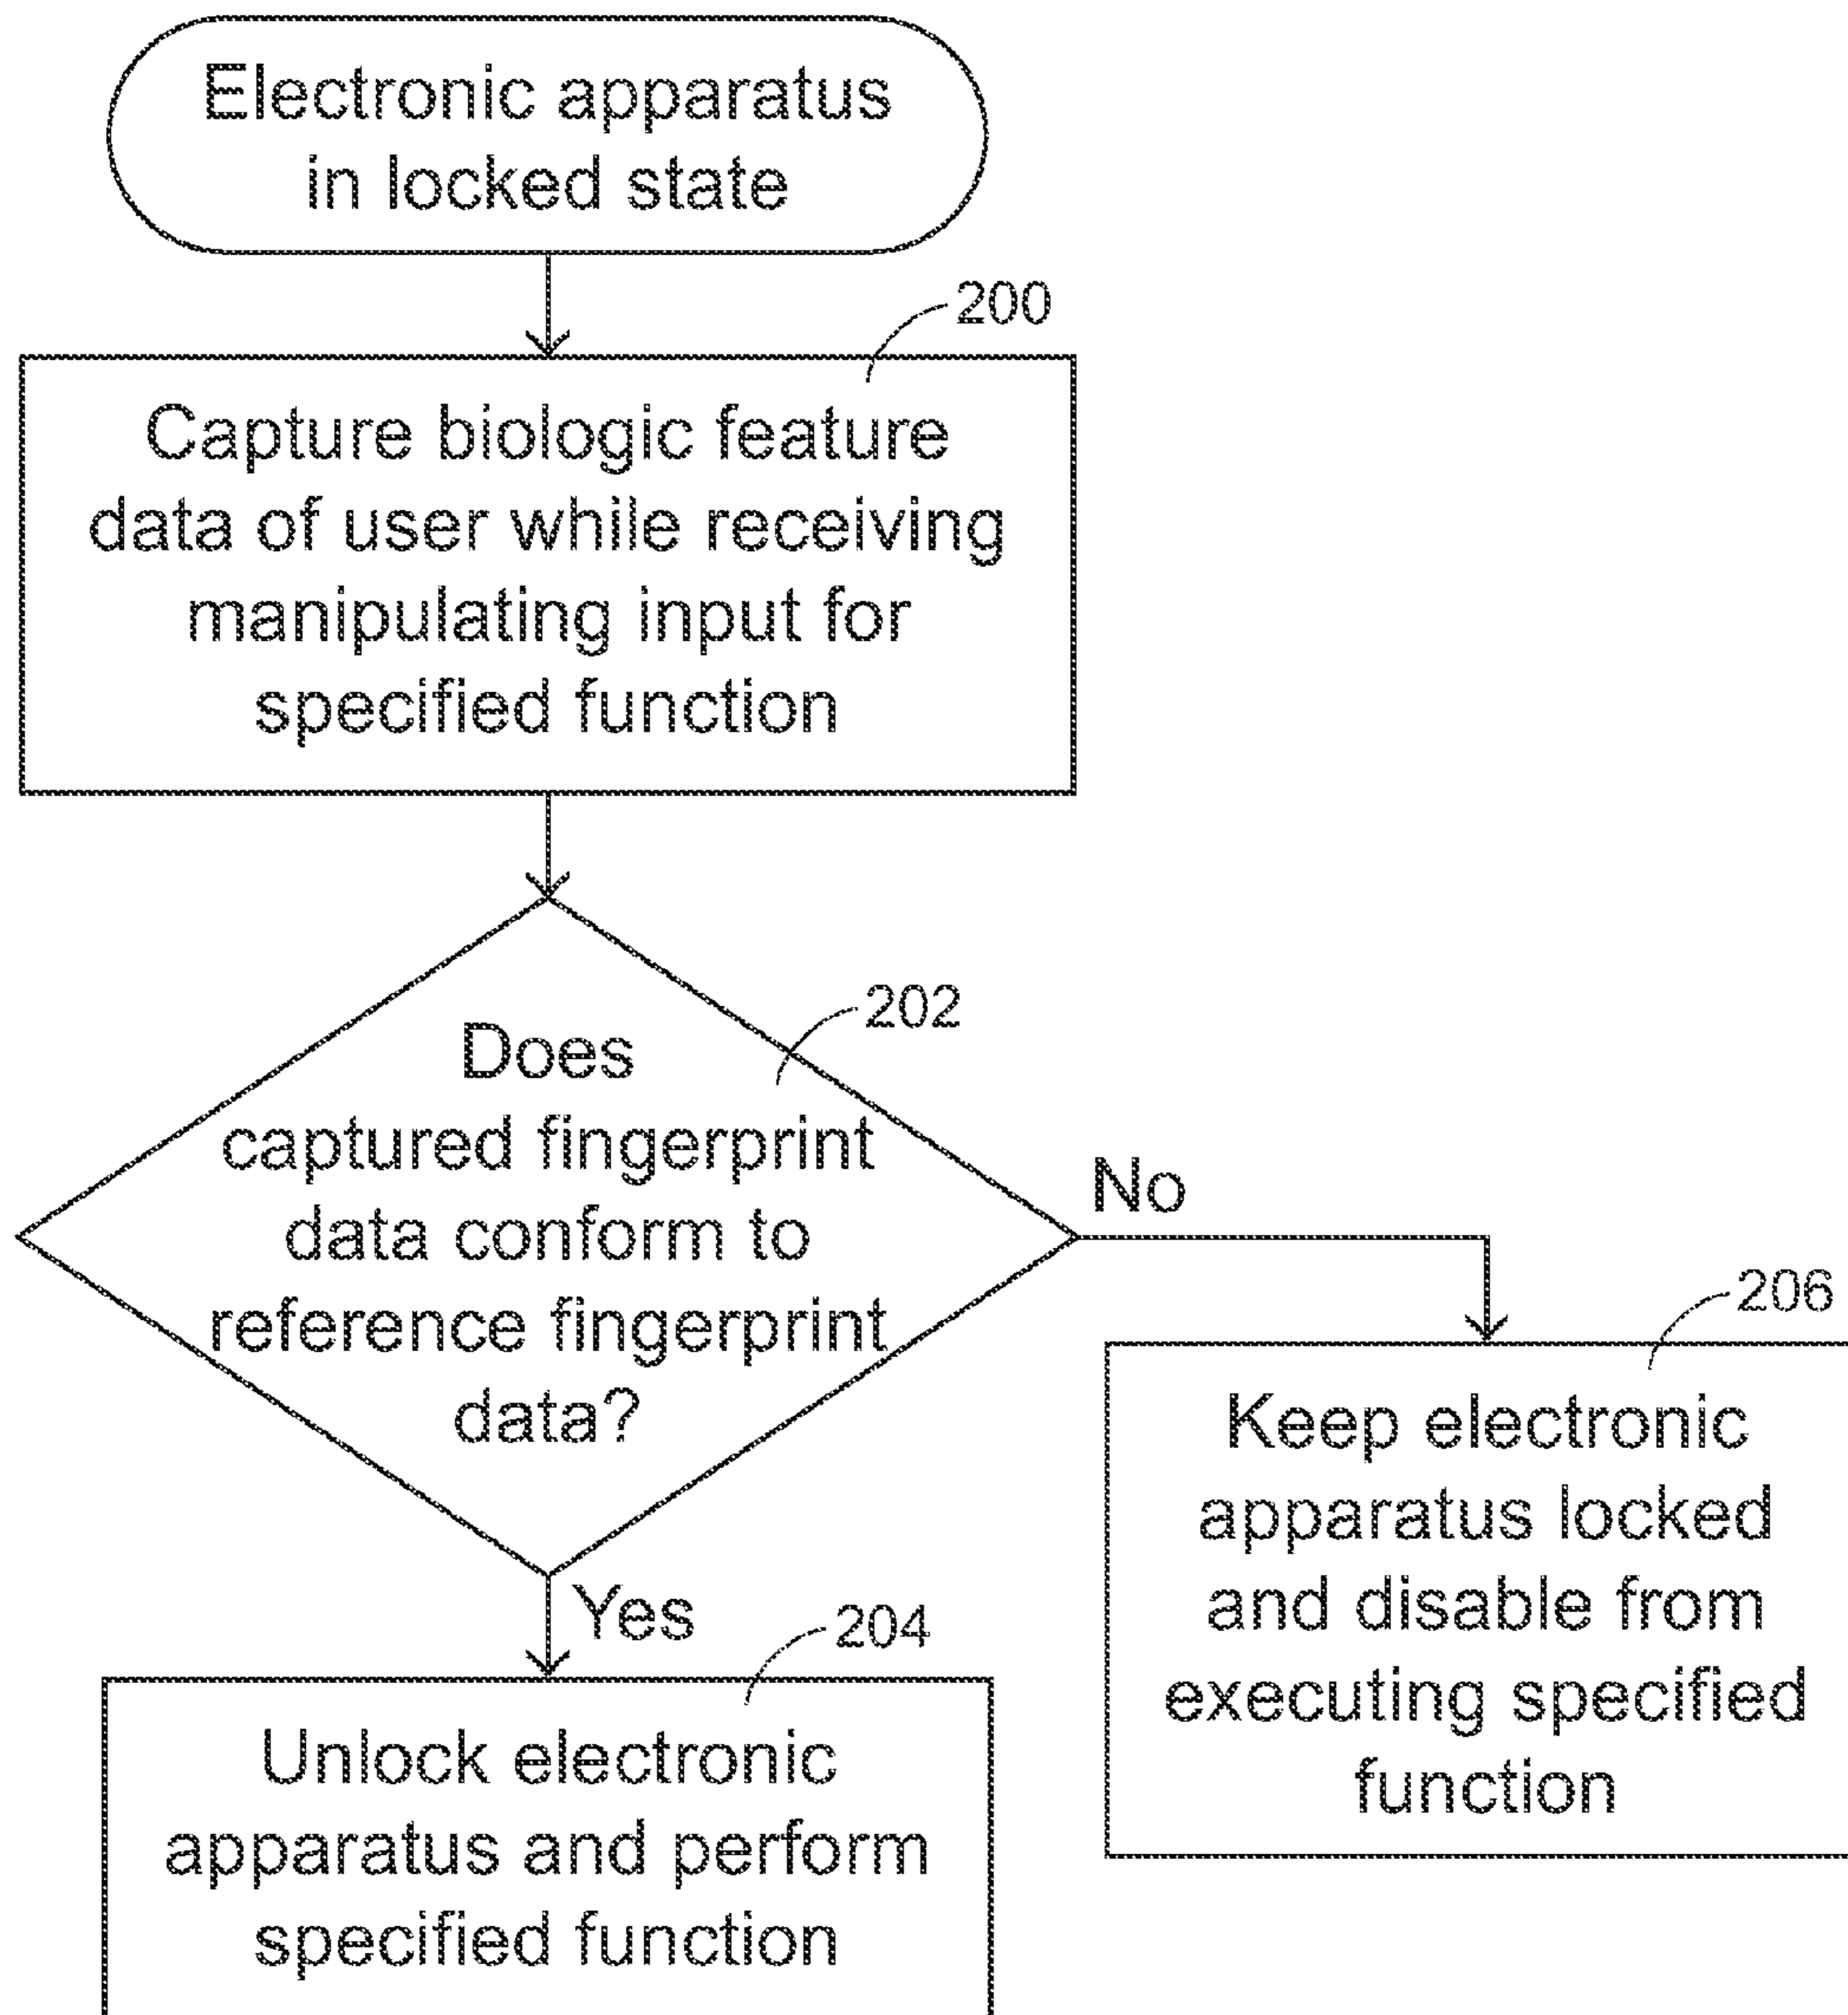 Electronic apparatus
in locked state
200
Capture biologic feature
data of user while receiving
manipulating input for
specified function
202
Does
captured fingerprint
data conform to
reference fingerprint
data?
No
Yes
206
Keep electronic
apparatus locked
and disable from
executing specified
function
204
Unlock electronic
apparatus and perform
specified function